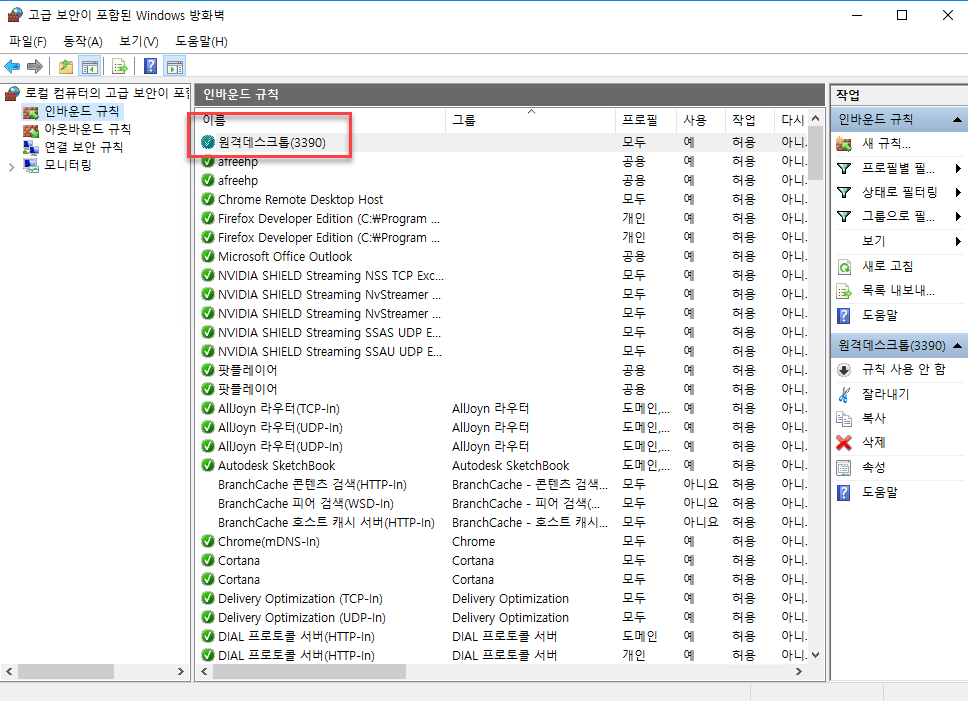 고급 보안이 포함된 Windows 방화벽
파일(F) 동작(A) 보기(V) 도움말(H)
로컬 컴퓨터의 고급 보안이 포함
인바운드 규칙
아웃바운드 규칙
연결 보안 규칙
모니터링
인바운드 규칙
이름 그룹 프로필 사용 작업 다시
원격데스크톱(3390) 모두 예 허용 아니.
afreehp 공용 예 허용 아니.
afreehp 공용 예 허용 아니.
Chrome Remote Desktop Host 모두 예 허용 아니.
Firefox Developer Edition (C:₩Program ... 개인 예 허용 아니.
Firefox Developer Edition (C:₩Program ... 개인 예 허용 아니.
Microsoft Office Outlook 모두 예 허용 아니.
NVIDIA SHIELD Streaming NSS TCP Exc... 모두 예 허용 아니.
NVIDIA SHIELD Streaming NvStreamer ... 모두 예 허용 아니.
NVIDIA SHIELD Streaming NvStreamer ... 모두 예 허용 아니.
NVIDIA SHIELD Streaming SSAS UDP E... 모두 예 허용 아니.
NVIDIA SHIELD Streaming SSAU UDP E... 모두 예 허용 아니.
팟플레이어 공용 예 허용 아니.
팟플레이어 공용 예 허용 아니.
AllJoyn 라우터(TCP-In) AllJoyn 라우터 도메인,... 예 허용 아니.
AllJoyn 라우터(UDP-In) AllJoyn 라우터 도메인,... 예 허용 아니.
AllJoyn 라우터(UDP-In) AllJoyn 라우터 도메인,... 예 허용 아니.
Autodesk SketchBook Autodesk SketchBook 도메인,... 예 허용 아니.
BranchCache 콘텐츠 검색(HTTP-In) BranchCache - 콘텐츠 검색... 모두 아니요 허용 아니.
BranchCache 피어 검색(WSD-In) BranchCache - 피어 검색(... 모두 아니요 허용 아니.
BranchCache 호스트 캐시 서버(HTTP-In) BranchCache - 호스트 캐시... 모두 아니요 허용 아니.
Chrome(mDNS-In) Chrome 모두 예 허용 아니.
Cortana Cortana 모두 예 허용 아니.
Cortana Cortana 모두 예 허용 아니.
Delivery Optimization (TCP-In) Delivery Optimization 모두 예 허용 아니.
Delivery Optimization (UDP-In) Delivery Optimization 모두 예 허용 아니.
DIAL 프로토콜 서버(HTTP-In) DIAL 프로토콜 서버 도메인 예 허용 아니.
DIAL 프로토콜 서버(HTTP-In) DIAL 프로토콜 서버 개인 예 허용 아니.
작업
인바운드 규칙
새 규칙...
프로필별 필...
상태로 필터링
그룹으로 필...
보기
새로 고침
목록 내보내...
도움말
원격데스크톱(3390)
규칙 사용 안 함
잘라내기
복사
삭제
속성
도움말